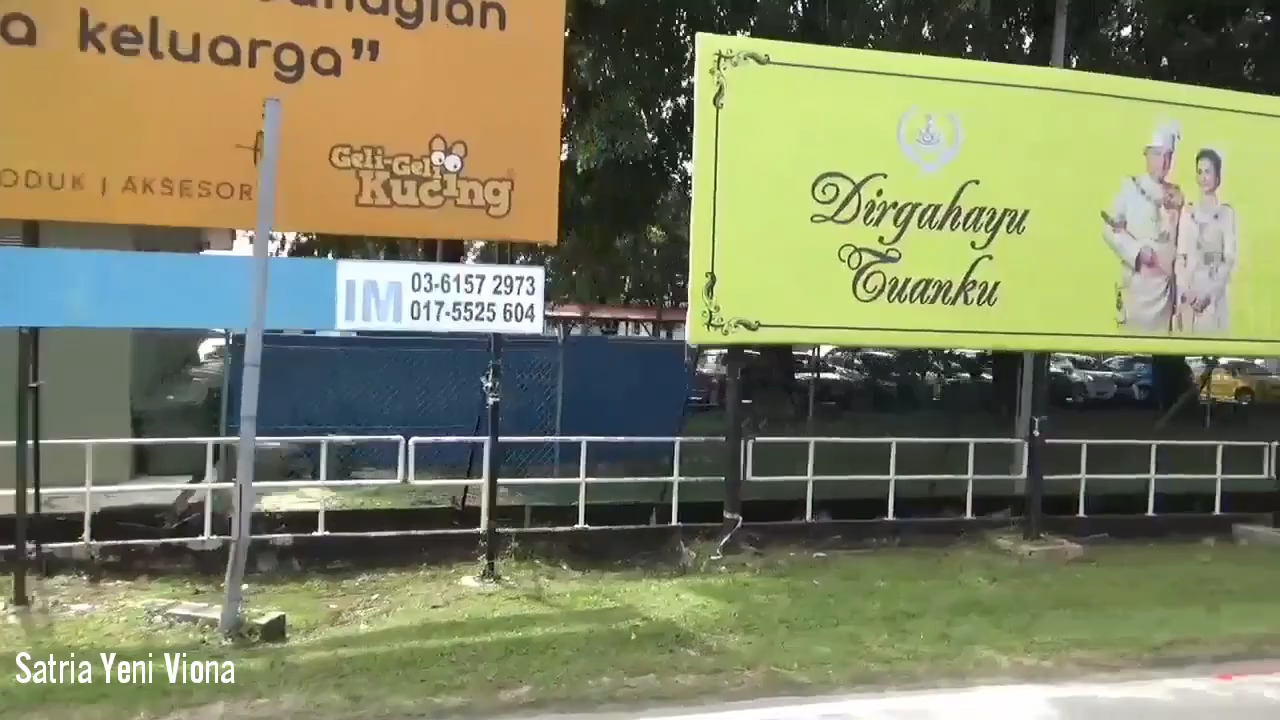 a keluarga"
ODUK | AKSESOR
Geli-Geli
Kucing
IM
03-6157 2973
017-5525 604
Dirgahayu
Tuanku
Satria Yeni Viona